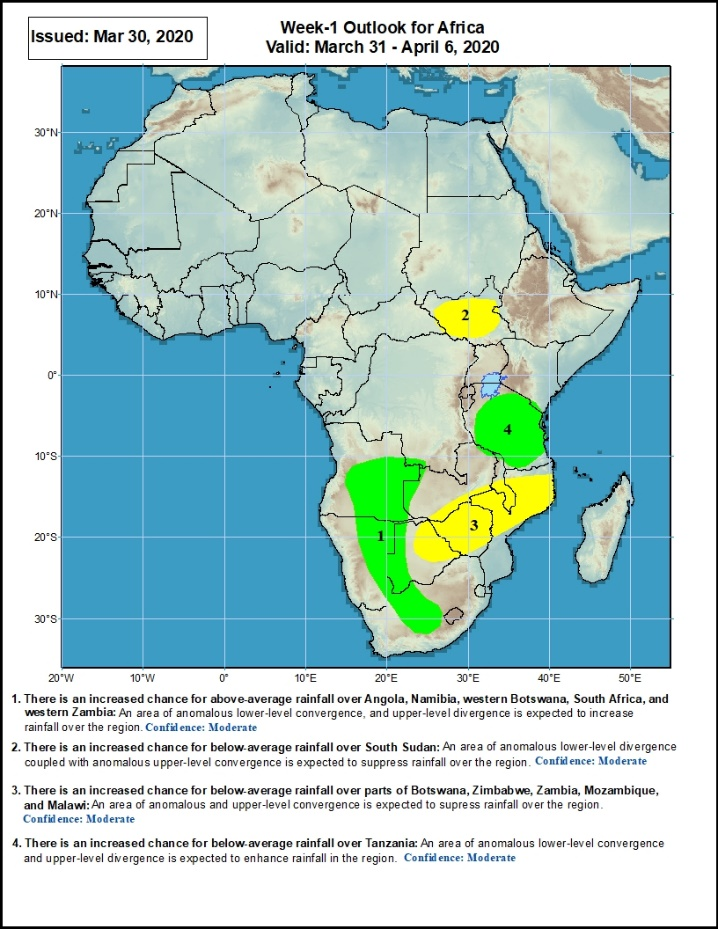 Issued: Mar 30, 2020
Week-1 Outlook for Africa
Valid: March 31 - April 6, 2020
30°N
20°N
10°N
0°
10°S
20°S
30°S
2
4
3
1
20°W
10°W
0°
10°E
20°E
30°E
40°E
50°E
1. There is an increased chance for above-average rainfall over Angola, Namibia, western Botswana, South Africa, and
western Zambia: An area of anomalous lower-level convergence, and upper-level divergence is expected to increase
rainfall over the region. Confidence: Moderate
2. There is an increased chance for below-average rainfall over South Sudan: An area of anomalous lower-level divergence
coupled with anomalous upper-level convergence is expected to suppress rainfall over the region. Confidence: Moderate
3. There is an increased chance for below-average rainfall over parts of Botswana, Zimbabwe, Zambia, Mozambique,
and Malawi: An area of anomalous and upper-level convergence is expected to supress rainfall over the region.
Confidence: Moderate
4. There is an increased chance for below-average rainfall over Tanzania: An area of anomalous lower-level convergence
and upper-level divergence is expected to enhance rainfall in the region. Confidence: Moderate